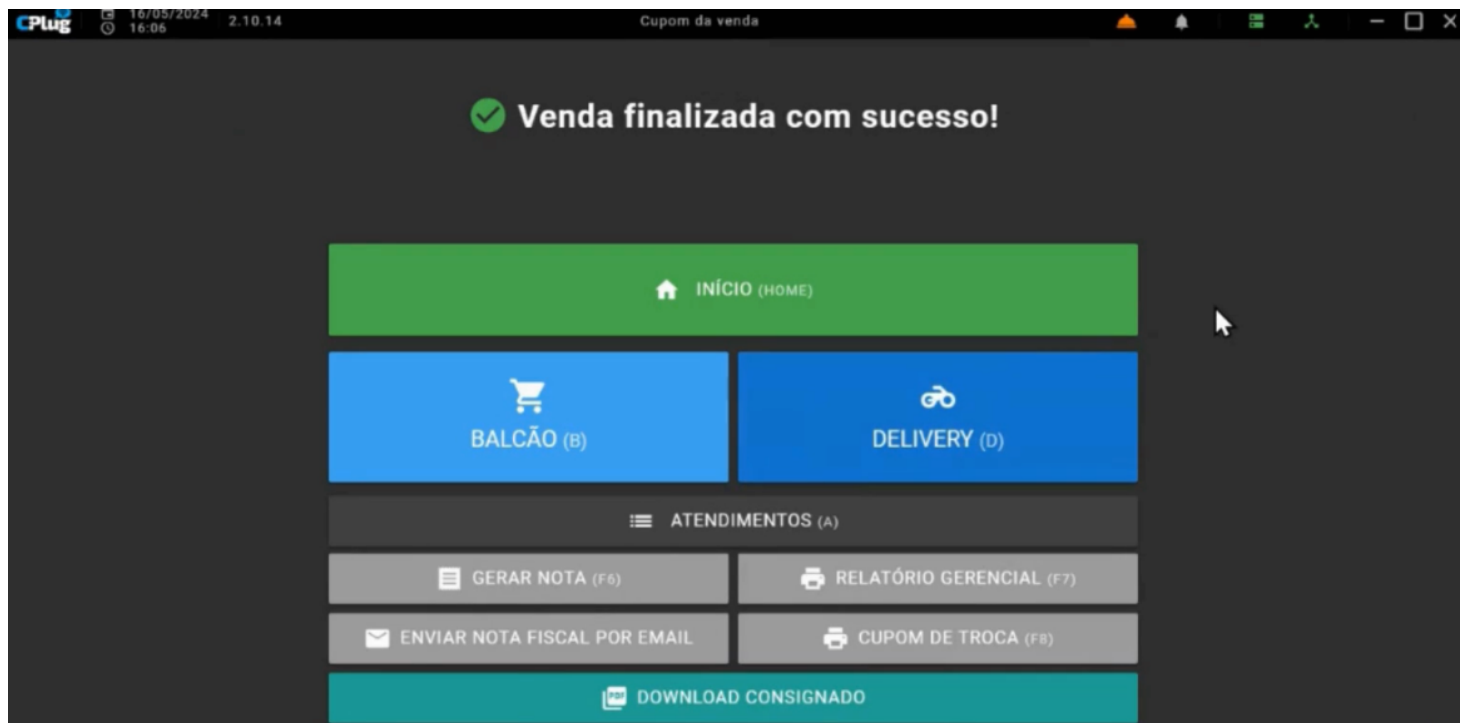 CPlug 16/05/2024 16:06 2.10.14 Cupom da venda
Venda finalizada com sucesso!
INÍCIO (HOME)
BALCÃO (B) DELIVERY (D)
ATENDIMENTOS (A)
GERAR NOTA (F6) RELATÓRIO GERENCIAL (F7)
ENVIAR NOTA FISCAL POR EMAIL CUPOM DE TROCA (F8)
PDF DOWNLOAD CONSIGNADO